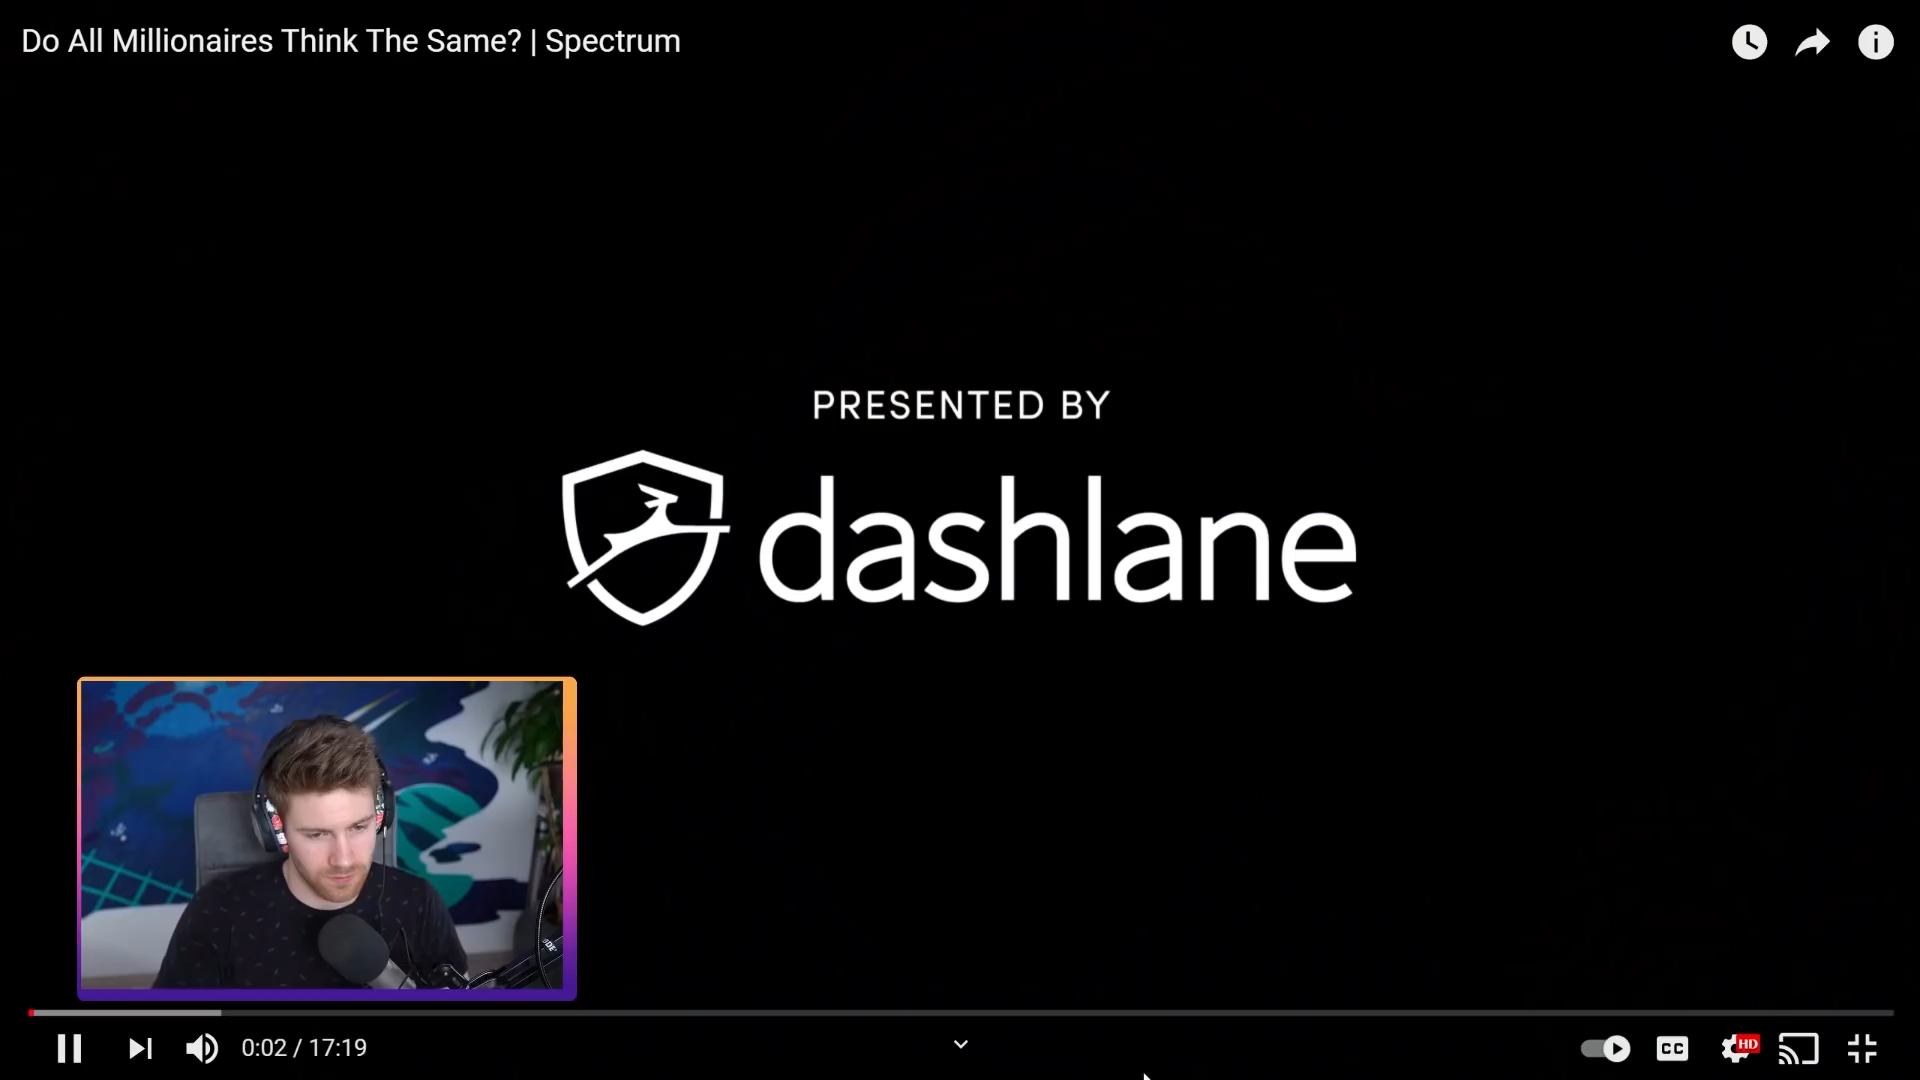 Do All Millionaires Think The Same? | Spectrum
PRESENTED BY
dashlane
0:02 / 17:19
CC
HD